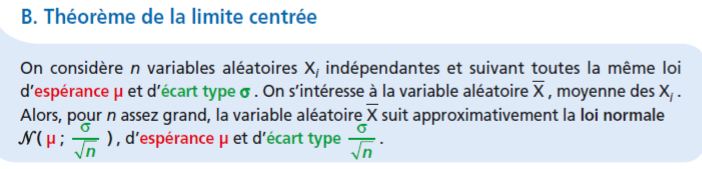 B. Théorème de la limite centrée
On considère n variables aléatoires Xᵢ indépendantes et suivant toutes la même loi
d'espérance μ et d'écart type σ. On s'intéresse à la variable aléatoire X̅, moyenne des Xᵢ.
Alors, pour n assez grand, la variable aléatoire X̅ suit approximativement la loi normale
𝒩(μ ; σ/√n), d'espérance μ et d'écart type σ/√n.